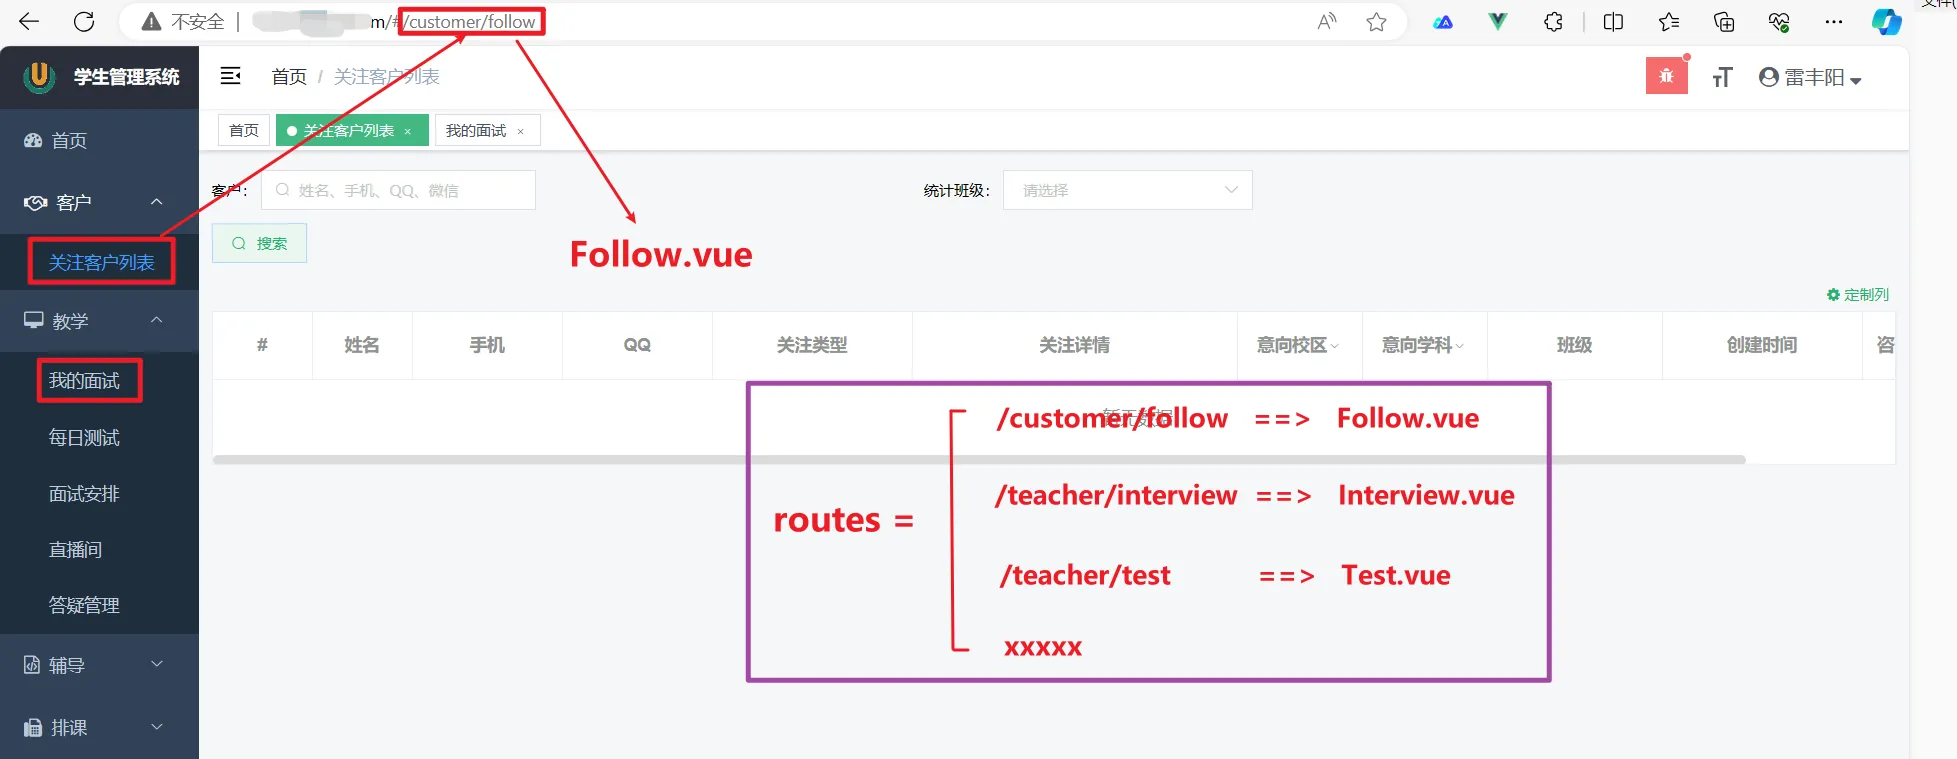 文件(
不安全
m/#/customer/follow
学生管理系统
首页 / 关注客户列表
雷丰阳
首页
关注客户列表 ×
我的面试 ×
首页
客户
关注客户列表
教学
我的面试
每日测试
面试安排
直播间
答疑管理
辅导
排课
客户：
姓名、手机、QQ、微信
统计班级：
请选择
搜索
Follow.vue
定制列
# 姓名 手机 QQ 关注类型 关注详情 意向校区 意向学科 班级 创建时间 咨
暂无数据
routes =
/customer/follow ==> Follow.vue
/teacher/interview ==> Interview.vue
/teacher/test ==> Test.vue
xxxxx